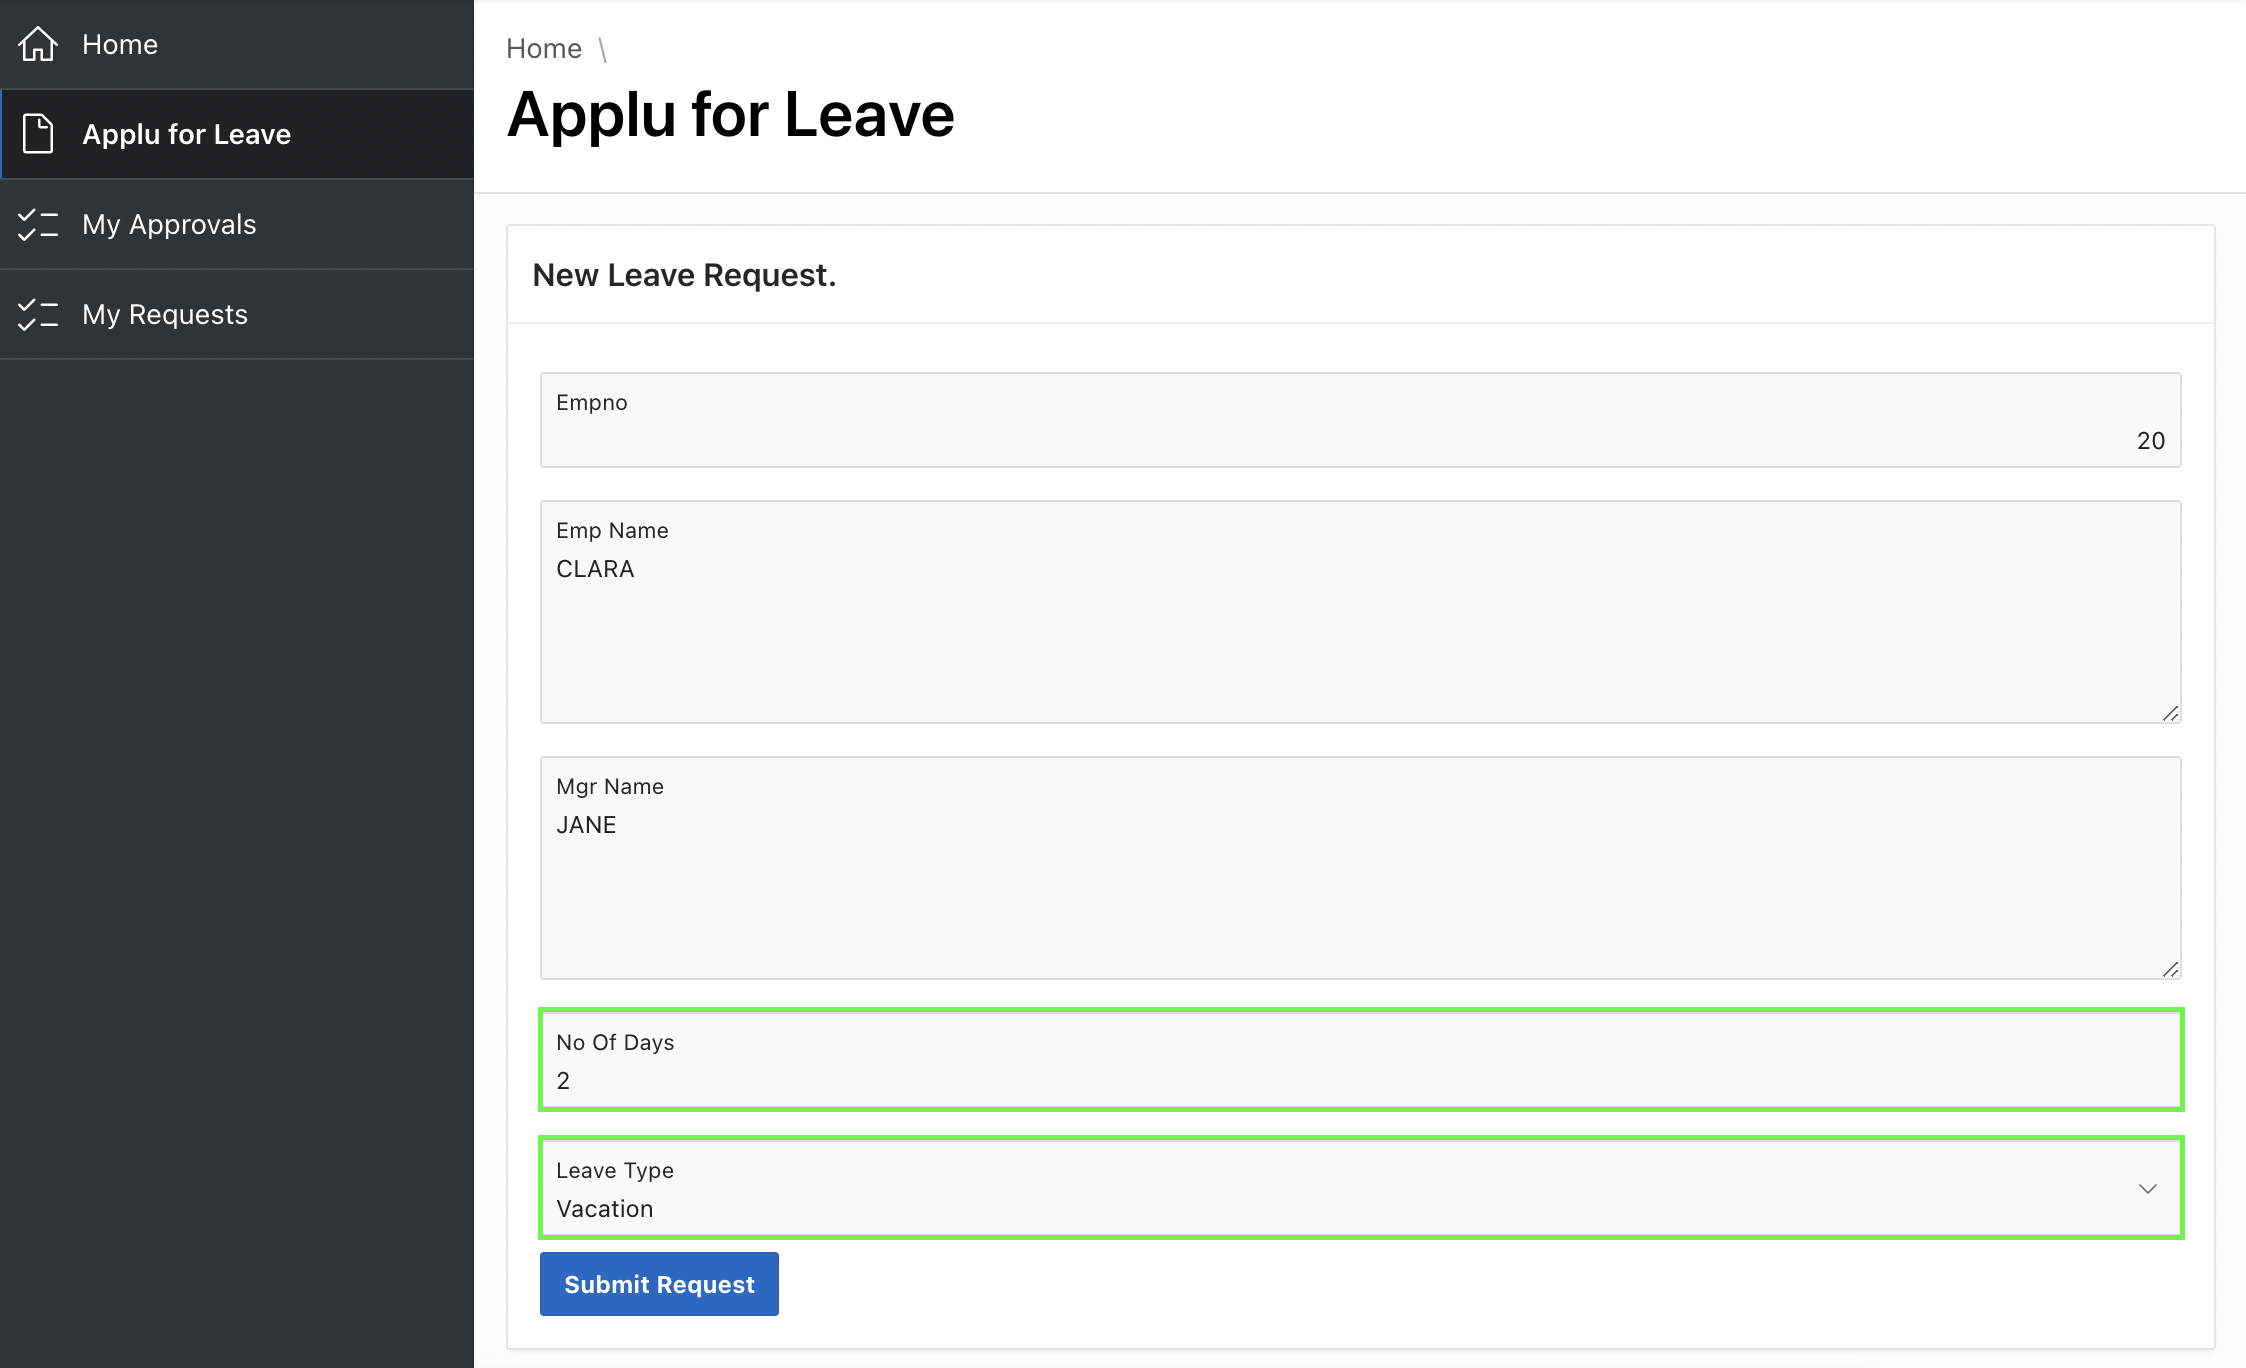 Home
Applu for Leave
My Approvals
My Requests
Home \
Applu for Leave
New Leave Request.
Empno
20
Emp Name
CLARA
Mgr Name
JANE
No Of Days
2
Leave Type
Vacation
Submit Request